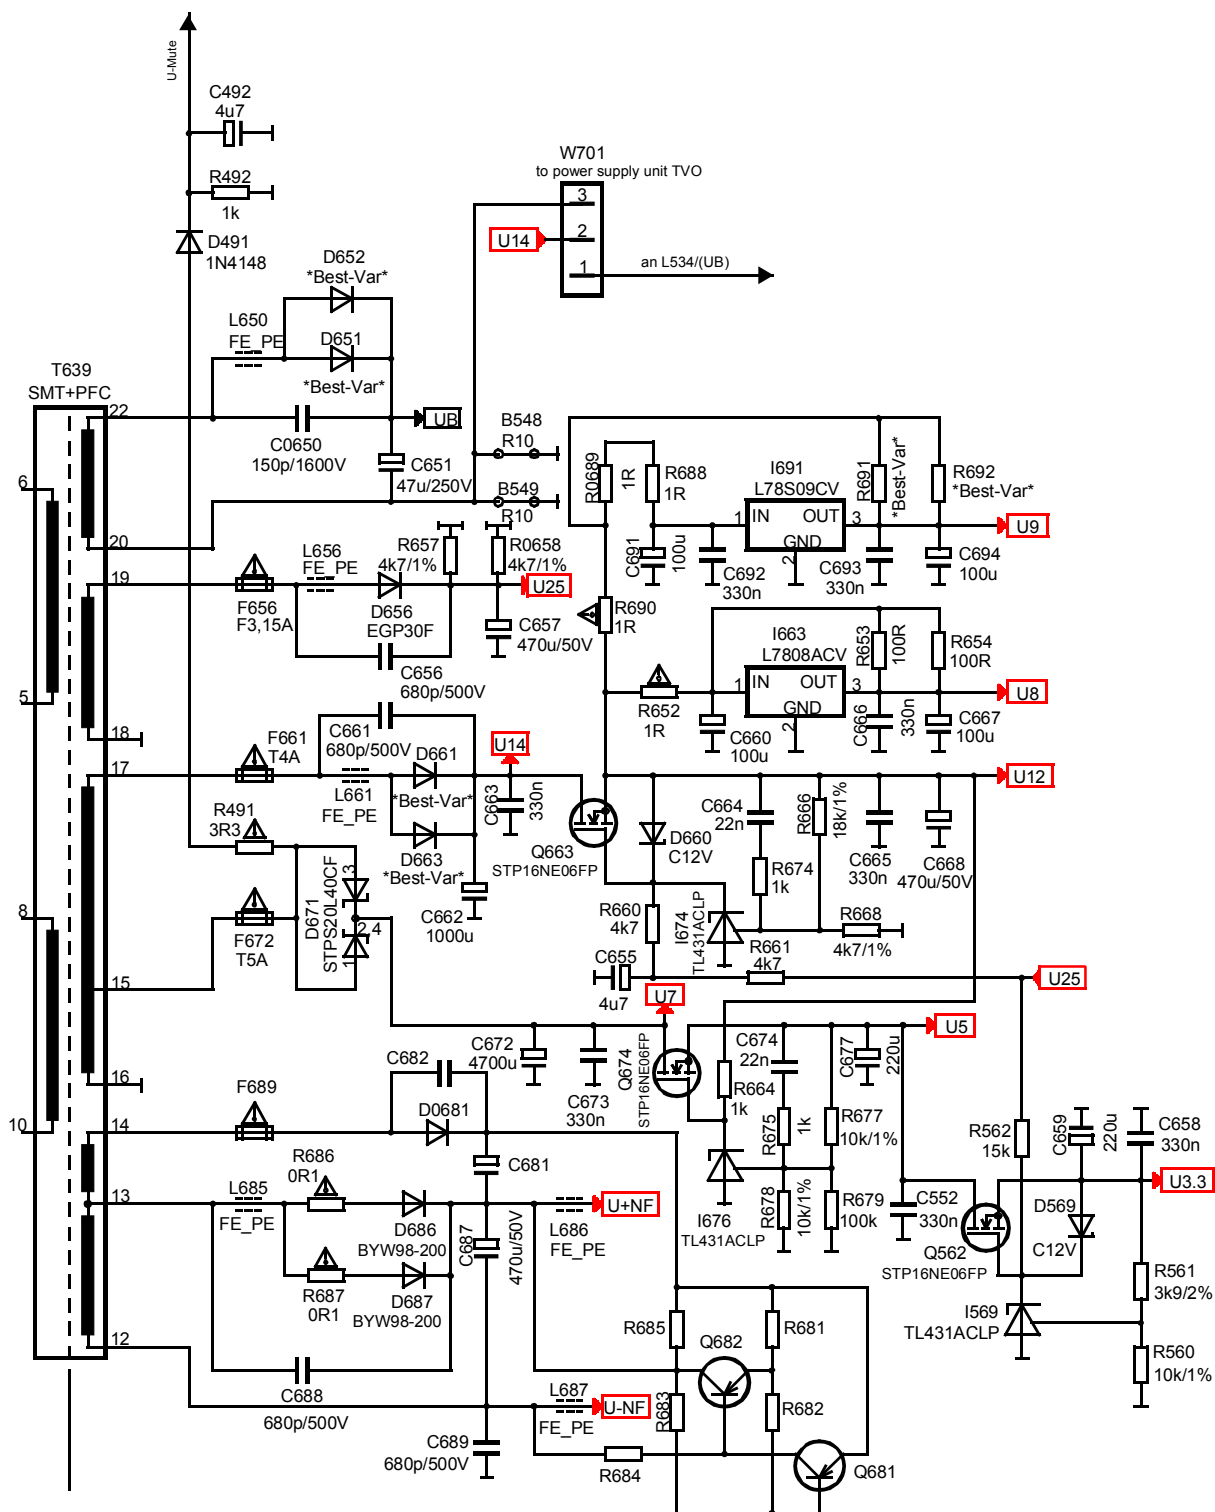 U-Mute
C492
4u7
R492
1k
D491
1N4148
W701
to power supply unit TVO
3
2
1
U14
an L534/(UB)
D652
*Best-Var*
L650
FE_PE
D651
*Best-Var*
T639
SMT+PFC
22
UB
C0650
150p/1600V
C651
47u/250V
B548
R10
B549
R10
6
20
R0689
1R
R688
1R
I691
L78S09CV
R691
*Best-Var*
R692
*Best-Var*
1
IN
OUT
3
GND
2
U9
C691
100u
C692
330n
C693
330n
C694
100u
19
L656
FE_PE
R657
4k7/1%
R0658
4k7/1%
U25
F656
F3,15A
D656
EGP30F
C657
470u/50V
C656
680p/500V
R690
1R
I663
L7808ACV
R653
100R
R654
100R
5
18
1
IN
OUT
3
GND
2
U8
R652
1R
C660
100u
C666
330n
C667
100u
C661
680p/500V
F661
T4A
17
D661
*Best-Var*
U14
U12
L661
FE_PE
C663
330n
R491
3R3
D663
*Best-Var*
Q663
STP16NE06FP
D660
C12V
C664
22n
R666
18k/1%
C665
330n
C668
470u/50V
R674
1k
C662
1000u
8
D671
STPS20L40CF
3
2,4
1
F672
T5A
R660
4k7
I674
TL431ACLP
R668
4k7/1%
R661
4k7
C655
4u7
U25
15
U7
U5
C672
4700u
C673
330n
Q674
STP16NE06FP
C674
22n
C677
220u
16
C682
F689
R664
1k
R675
1k
R677
10k/1%
10
14
D0681
C681
R562
15k
C659
220u
C658
330n
U3.3
R686
0R1
13
L685
FE_PE
D686
BYW98-200
C687
470u/50V
L686
FE_PE
U+NF
I676
TL431ACLP
R678
10k/1%
R679
100k
C552
330n
D569
C12V
Q562
STP16NE06FP
R687
0R1
D687
BYW98-200
R561
3k9/2%
I569
TL431ACLP
R560
10k/1%
12
R685
Q682
R681
C688
680p/500V
L687
FE_PE
U-NF
R683
R682
C689
680p/500V
R684
Q681